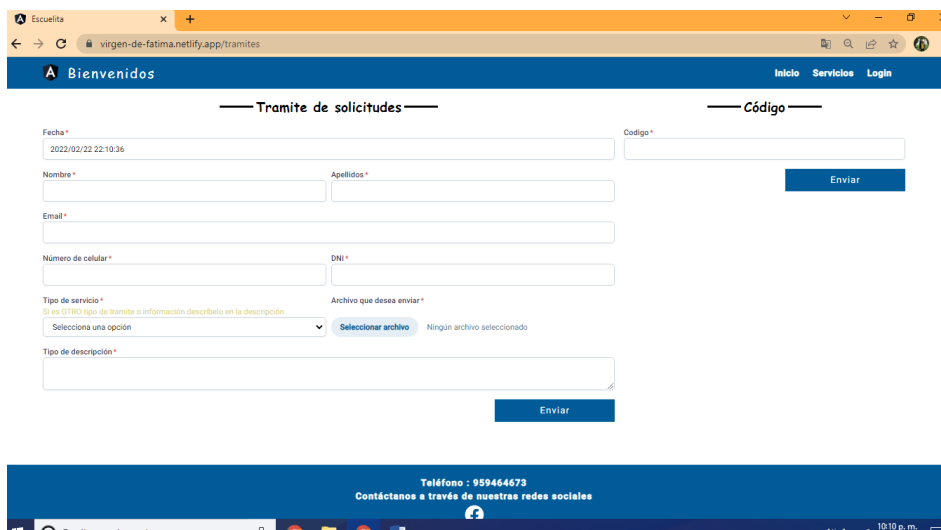 Escuelita
virgen-de-fatima.netlify.app/tramites
Bienvenidos
Inicio Servicios Login
Tramite de solicitudes
Fecha *
2022/02/22 22:10:36
Nombre * Apellidos *
Email *
Número de celular * DNI *
Tipo de servicio * Archivo que desea enviar *
Si es OTRO tipo de tramite o información descríbelo en la descripción
Selecciona una opción Seleccionar archivo Ningún archivo seleccionado
Tipo de descripción *
Enviar
Código
Codigo *
Enviar
Teléfono : 959464673
Contáctanos a través de nuestras redes sociales
10:10 p. m.